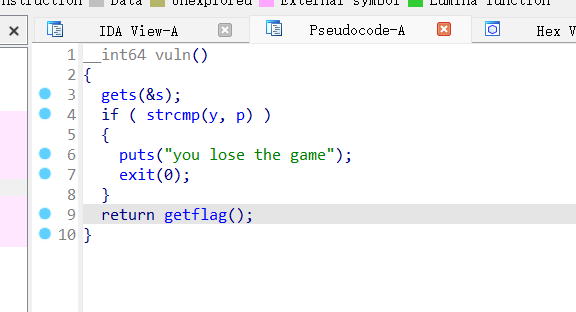 nstruction Data Unexplored External symbol Lumina function
IDA View-A Pseudocode-A Hex V
1 __int64 vuln()
2 {
3 gets(&s);
4 if ( strcmp(y, p) )
5 {
6 puts("you lose the game");
7 exit(0);
8 }
9 return getflag();
10 }